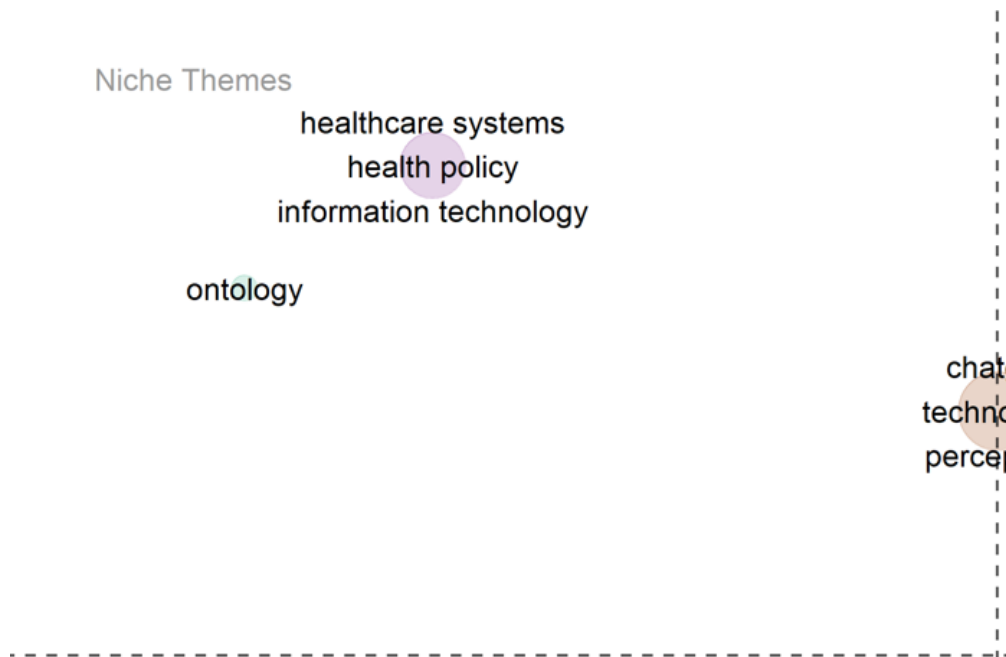 Niche Themes
healthcare systems
health policy
information technology
ontology